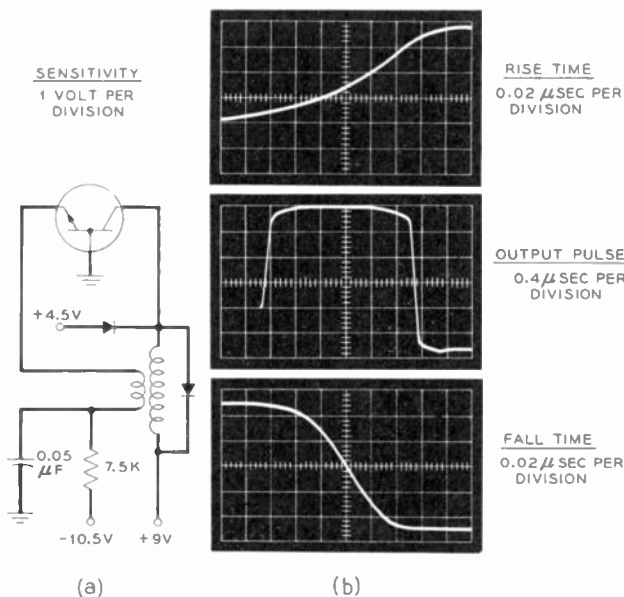 SENSITIVITY
1 VOLT PER
DIVISION
RISE TIME
0.02 μSEC PER
DIVISION
OUTPUT PULSE
0.4 μSEC PER
DIVISION
+4.5V
0.05
μF
7.5K
-10.5V
+9V
FALL TIME
0.02 μSEC PER
DIVISION
(a)
(b)